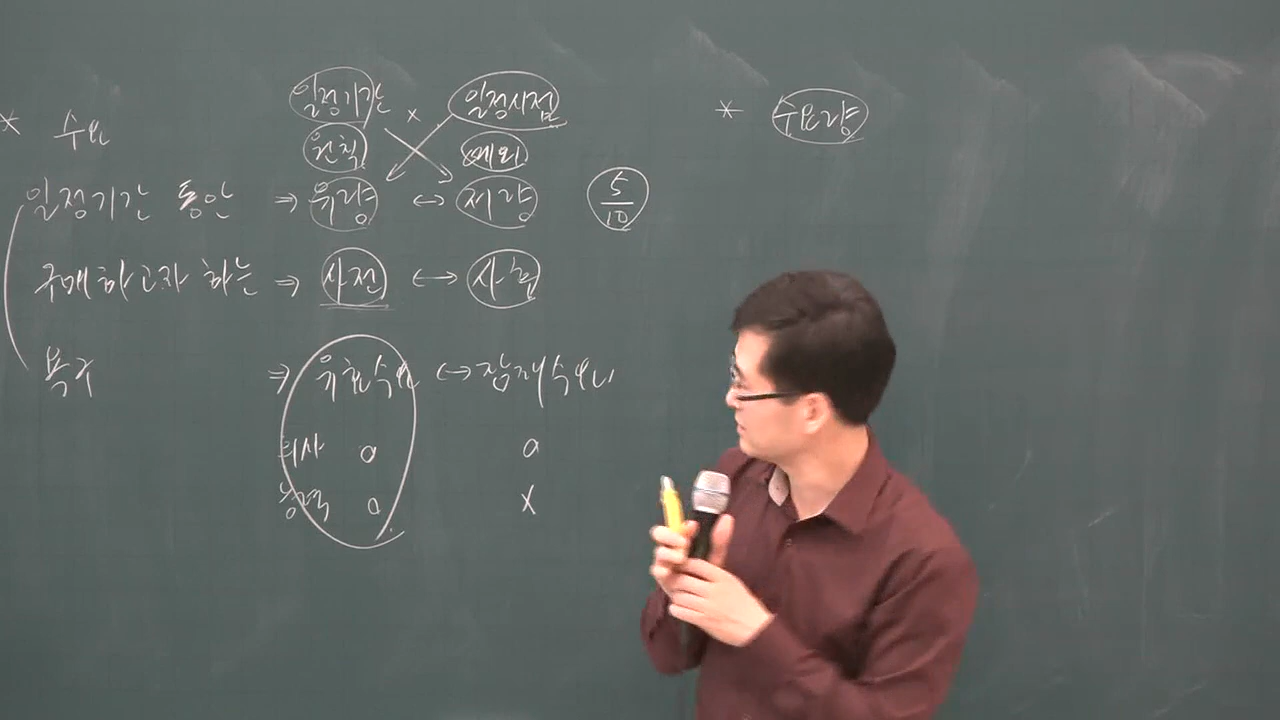 * 수요
일정기간 × 일정시점
원칙 예외
일정기간 동안 ⇒ 유량 ↔ 저량 5/10
구매하고자 하는 ⇒ 사전 ↔ 사후
욕구 ⇒ 유효수요 ↔ 잠재수요
의사 o o
능력 o x
* 수요량